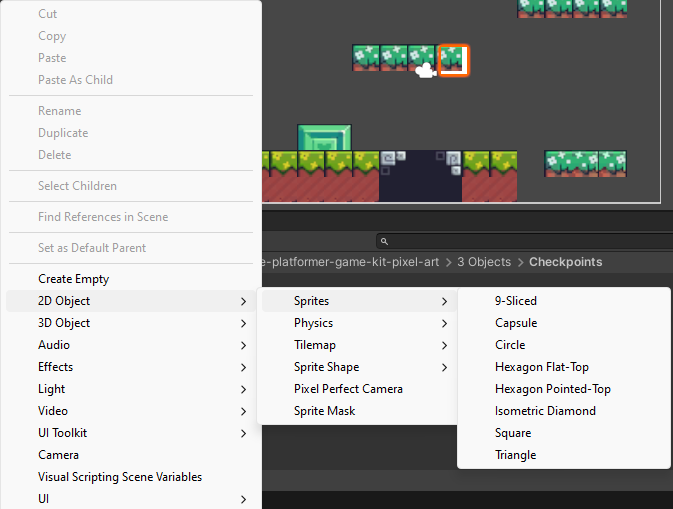 Cut
Copy
Paste
Paste As Child
Rename
Duplicate
Delete
Select Children
Find References in Scene
Set as Default Parent
Create Empty
2D Object
3D Object
Audio
Effects
Light
Video
UI Toolkit
Camera
Visual Scripting Scene Variables
UI
e-platformer-game-kit-pixel-art > 3 Objects > Checkpoints
Sprites
Physics
Tilemap
Sprite Shape
Pixel Perfect Camera
Sprite Mask
9-Sliced
Capsule
Circle
Hexagon Flat-Top
Hexagon Pointed-Top
Isometric Diamond
Square
Triangle